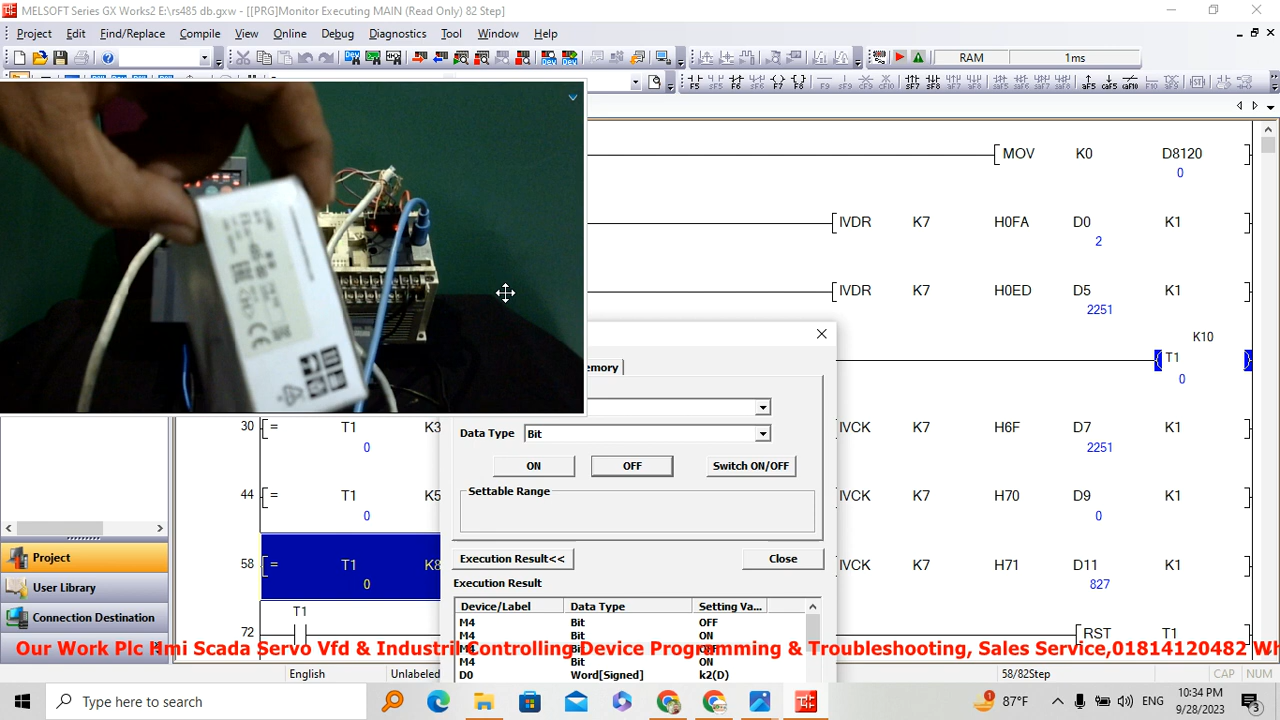 MELSOFT Series GX Works2 E:\rs485 db.gxw - [[PRG]Monitor Executing MAIN (Read Only) 82 Step]
Project Edit Find/Replace Compile View Online Debug Diagnostics Tool Window Help
RAM 1ms
MOV K0 D8120
0
IVDR K7 H0FA D0 K1
2
IVDR K7 H0ED D5 K1
2251
K10
T1
0
emory
30 = T1 K3 IVCK K7 H6F D7 K1
0 2251
Data Type Bit
ON OFF Switch ON/OFF
Settable Range
44 = T1 K5 IVCK K7 H70 D9 K1
0 0
Execution Result<< Close
58 = T1 K8 IVCK K7 H71 D11 K1
0 827
Execution Result
Device/Label Data Type Setting Va...
M4 Bit OFF
M4 Bit ON
M4 Bit
M4 Bit ON
D0 Word[Signed] k2(D)
T1
72 RST T1
Project
User Library
Connection Destination
Our Work Plc Hmi Scada Servo Vfd & Industril Controlling Device Progrmming & Troubleshooting, Sales Service,01814120482 Wh
English Unlabeled 58/82Step CAP NUM
Type here to search
1 87°F ENG 10:34 PM
9/28/2023 3